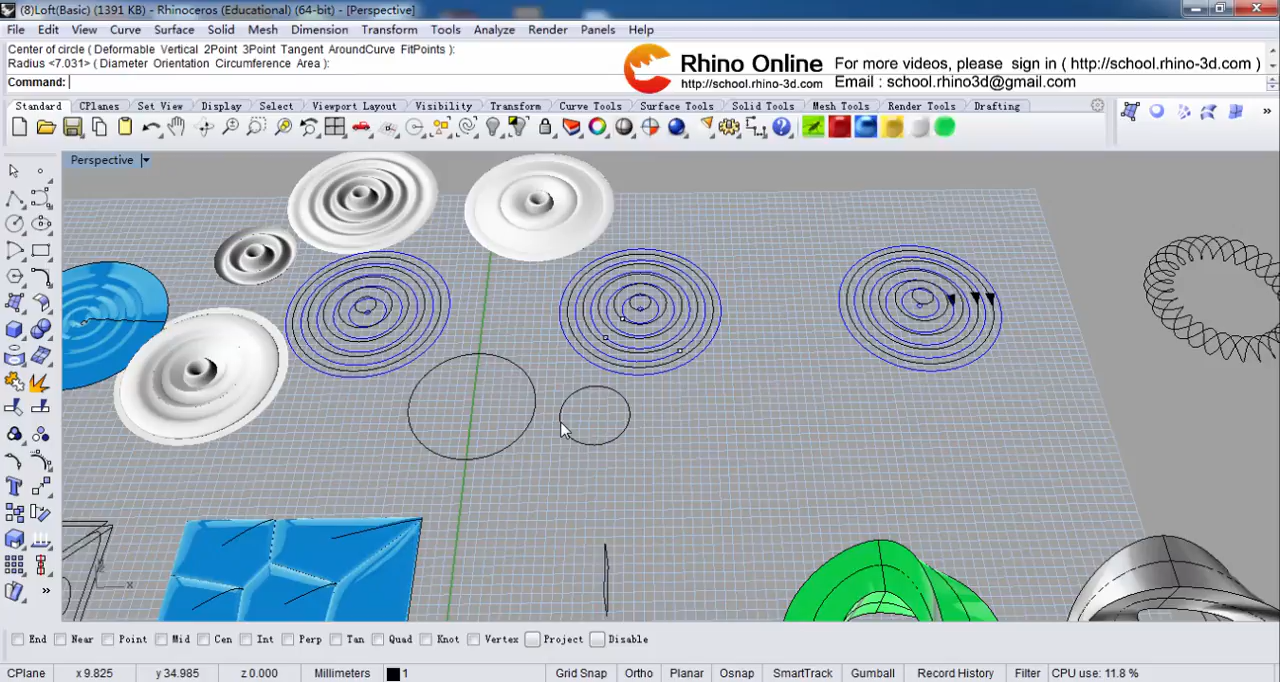 (8)Loft(Basic) (1391 KB) - Rhinoceros (Educational) (64-bit) - [Perspective]
File Edit View Curve Surface Solid Mesh Dimension Transform Tools Analyze Render Panels Help
Center of circle ( Deformable Vertical 2Point 3Point Tangent AroundCurve FitPoints ):
Radius <7.031> ( Diameter Orientation Circumference Area ):
Command:
Rhino Online
http://school.rhino-3d.com
For more videos, please sign in ( http://school.rhino-3d.com )
Email : school.rhino3d@gmail.com
Standard CPlanes Set View Display Select Viewport Layout Visibility Transform Curve Tools Surface Tools Solid Tools Mesh Tools Render Tools Drafting
Perspective
x
End Near Point Mid Cen Int Perp Tan Quad Knot Vertex Project Disable
CPlane x 9.825 y 34.985 z 0.000 Millimeters 1 Grid Snap Ortho Planar Osnap SmartTrack Gumball Record History Filter CPU use: 11.8 %